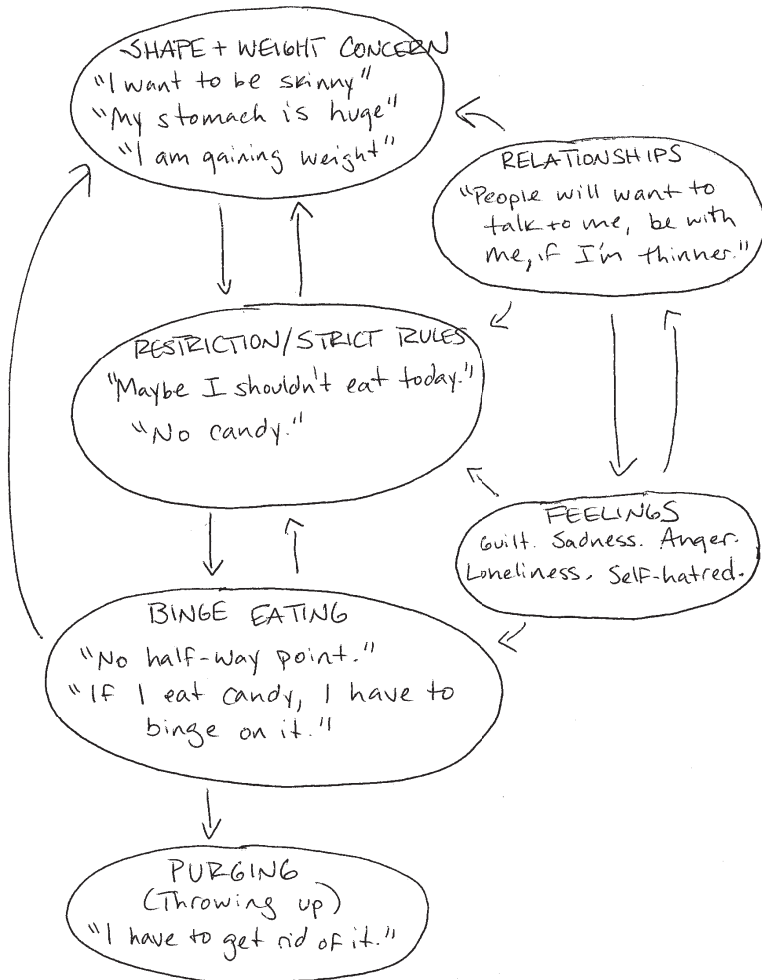 SHAPE + WEIGHT CONCERN
"I want to be skinny"
"My stomach is huge"
"I am gaining weight"
RELATIONSHIPS
"People will want to
talk to me, be with
me, if I'm thinner."
RESTRICTION/STRICT RULES
"Maybe I shouldn't eat today."
"No candy."
FEELINGS
Guilt. Sadness. Anger.
Loneliness. Self-hatred.
BINGE EATING
"No half-way point."
"If I eat candy, I have to
binge on it."
PURGING
(Throwing up)
"I have to get rid of it."